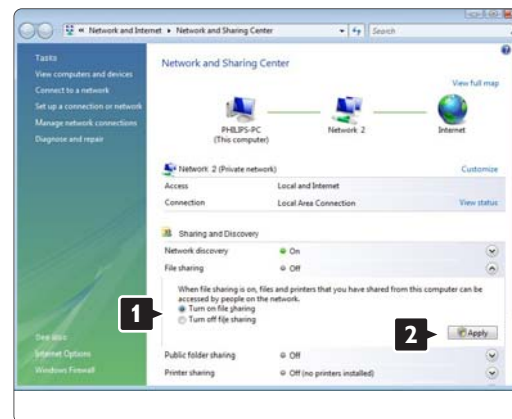 Network and Internet ▸ Network and Sharing Center
Search
Tasks
View computers and devices
Connect to a network
Set up a connection or network
Manage network connections
Diagnose and repair
See also
Internet Options
Windows Firewall
Network and Sharing Center
View full map
PHILIPS-PC
(This computer)
Network 2
Internet
Network 2 (Private network)
Customize
Access Local and Internet
Connection Local Area Connection View status
Sharing and Discovery
Network discovery On
File sharing Off
When file sharing is on, files and printers that you have shared from this computer can be
accessed by people on the network.
1 Turn on file sharing
Turn off file sharing
2 Apply
Public folder sharing Off
Printer sharing Off (no printers installed)